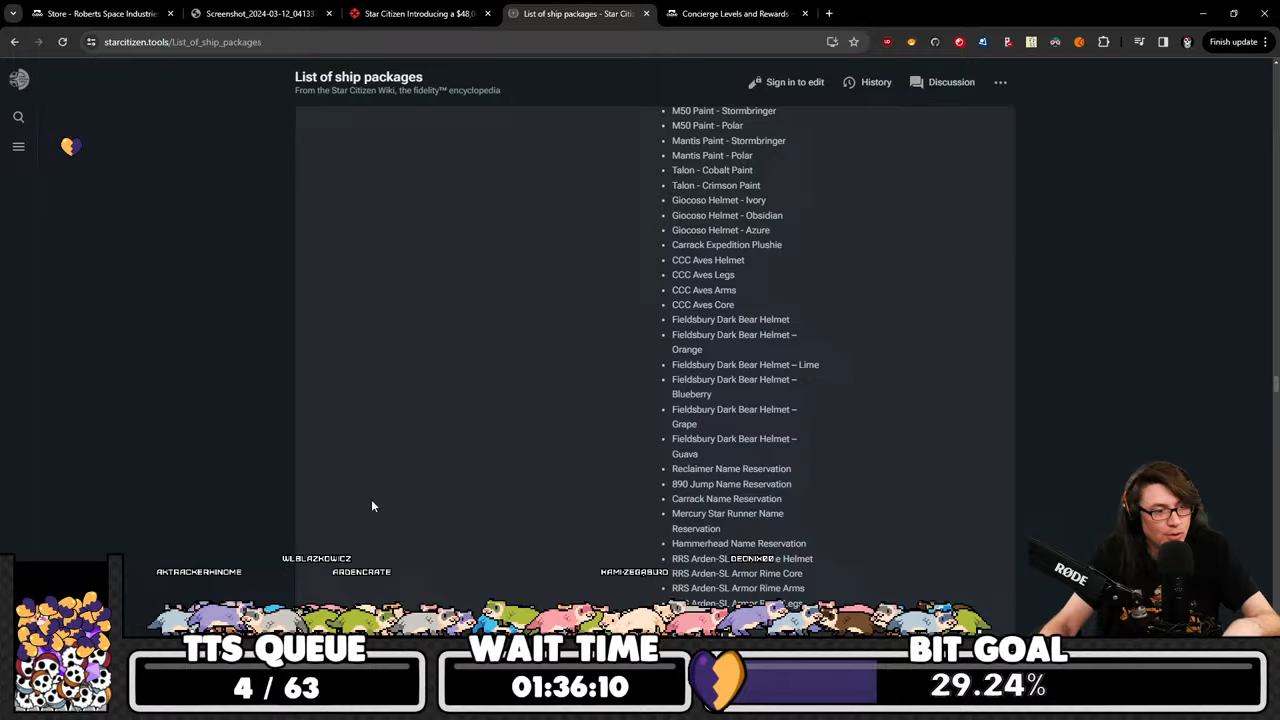 Store - Roberts Space Industrie
Screenshot_2024-03-12_04133
Star Citizen Introducing a $48,0
List of ship packages - Star Citiz
Concierge Levels and Rewards -
starcitizen.tools/List_of_ship_packages
Finish update
List of ship packages
From the Star Citizen Wiki, the fidelity™ encyclopedia
Sign in to edit
History
Discussion
M50 Paint - Stormbringer
M50 Paint - Polar
Mantis Paint - Stormbringer
Mantis Paint - Polar
Talon - Cobalt Paint
Talon - Crimson Paint
Giocoso Helmet - Ivory
Giocoso Helmet - Obsidian
Giocoso Helmet - Azure
Carrack Expedition Plushie
CCC Aves Helmet
CCC Aves Legs
CCC Aves Arms
CCC Aves Core
Fieldsbury Dark Bear Helmet
Fieldsbury Dark Bear Helmet –
Orange
Fieldsbury Dark Bear Helmet – Lime
Fieldsbury Dark Bear Helmet –
Blueberry
Fieldsbury Dark Bear Helmet –
Grape
Fieldsbury Dark Bear Helmet –
Guava
Reclaimer Name Reservation
890 Jump Name Reservation
Carrack Name Reservation
Mercury Star Runner Name
Reservation
Hammerhead Name Reservation
RRS Arden-SL e Helmet
RRS Arden-SL Armor Rime Core
RRS Arden-SL Armor Rime Arms
WLBLAZKOWICZ
AKTRACKERHINOME
ARDENCRATE
RØDE
TTS QUEUE
4 / 63
WAIT TIME
01:36:10
BIT GOAL
29.24%